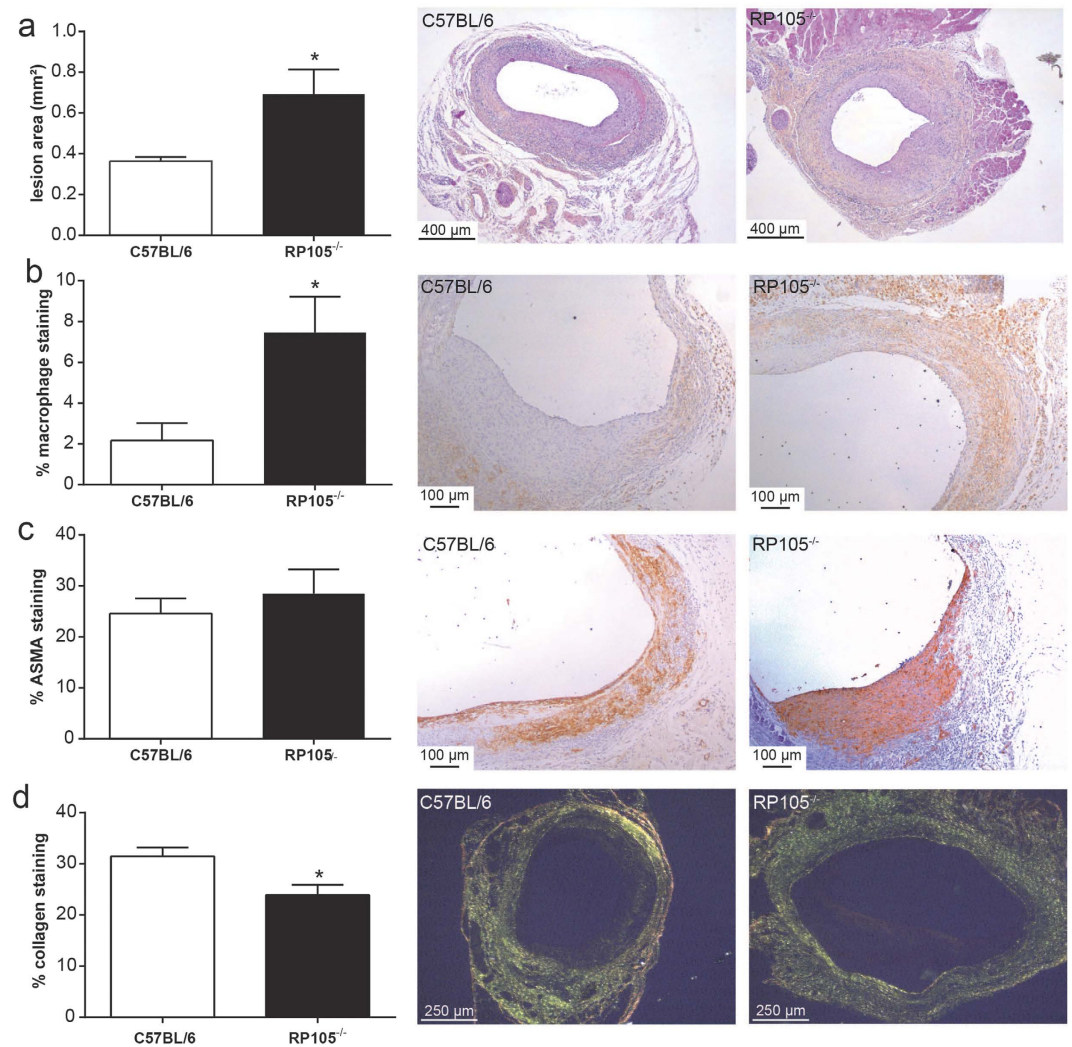 a
1.0
0.8
0.6
0.4
0.2
0.0
lesion area (mm²)
*
C57BL/6
RP105-/-
C57BL/6
400 µm
RP105-/-
400 µm
b
10
8
6
4
2
0
% macrophage staining
*
C57BL/6
RP105-/-
C57BL/6
100 µm
RP105-/-
100 µm
c
40
30
20
10
0
% ASMA staining
C57BL/6
RP105-/-
C57BL/6
100 µm
RP105-/-
100 µm
d
40
30
20
10
0
% collagen staining
*
C57BL/6
RP105-/-
C57BL/6
250 µm
RP105-/-
250 µm